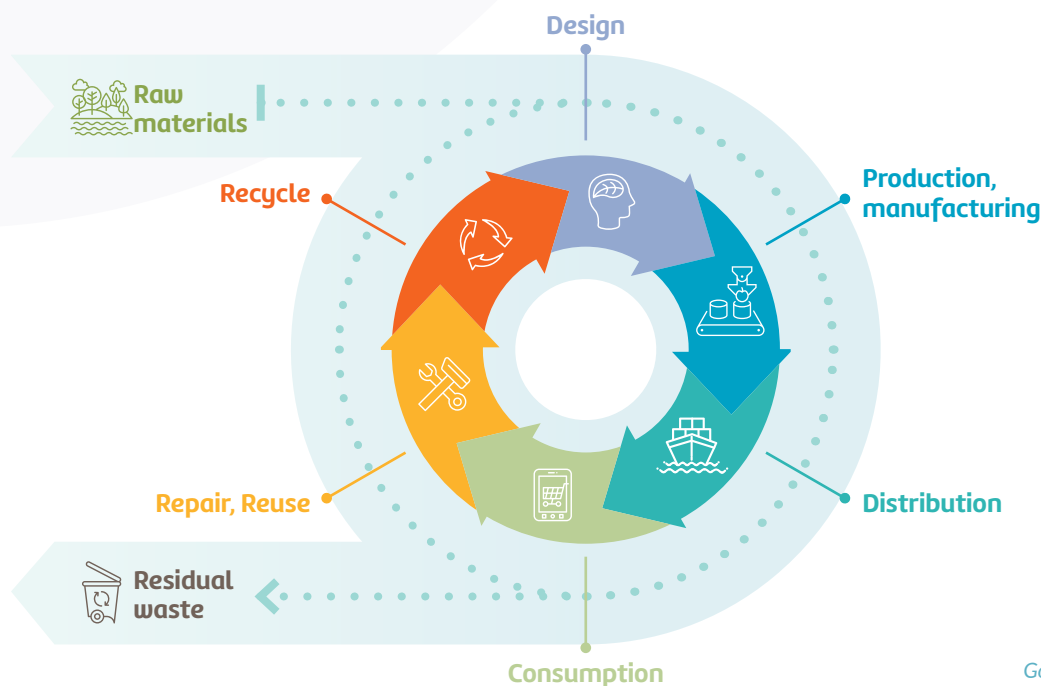 Design
Raw
materials
Recycle
Production,
manufacturing
Repair, Reuse
Distribution
Residual
waste
Consumption